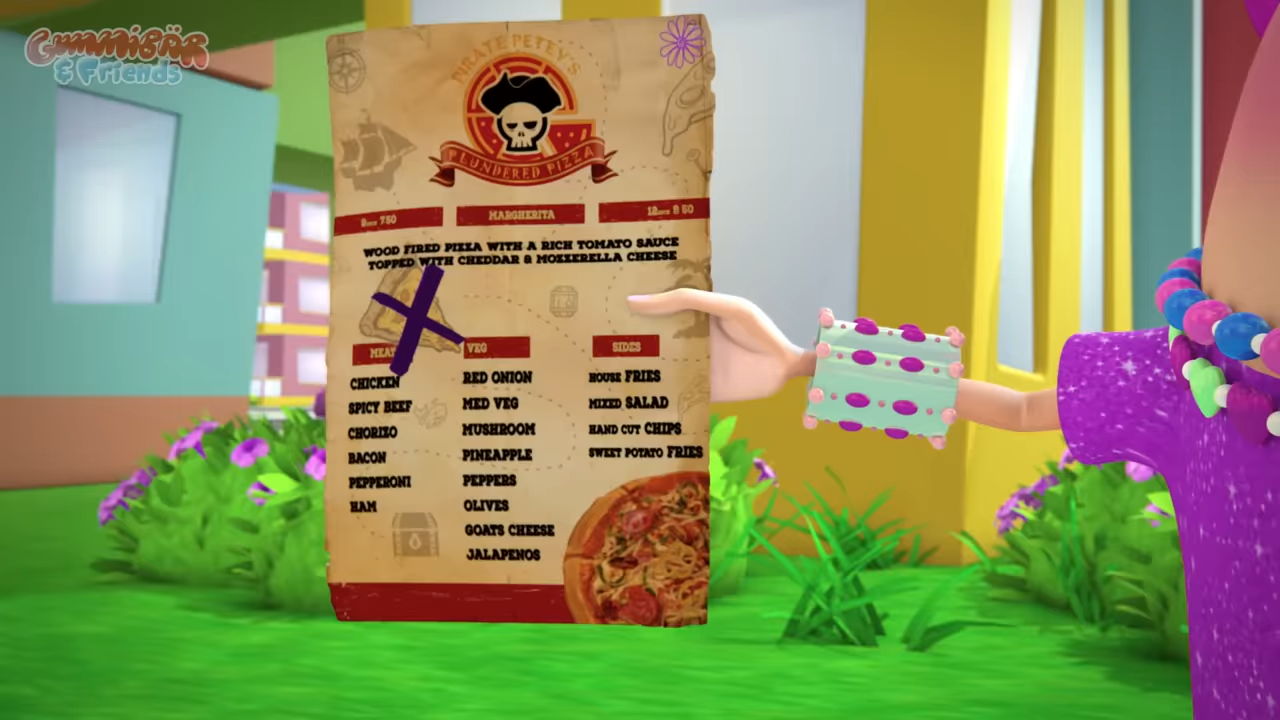 Gummibär
& Friends
PIRATE PETEY'S
PLUNDERED PIZZA
MARGHERITA
WOOD FIRED PIZZA WITH A RICH TOMATO SAUCE
TOPPED WITH CHEDDAR & MOZZERELLA CHEESE
VEG
SIDES
CHICKEN
RED ONION
HOUSE FRIES
SPICY BEEF
MED VEG
MIXED SALAD
CHORIZO
MUSHROOM
HAND CUT CHIPS
BACON
PINEAPPLE
SWEET POTATO FRIES
PEPPERONI
PEPPERS
HAM
OLIVES
GOATS CHEESE
JALAPENOS